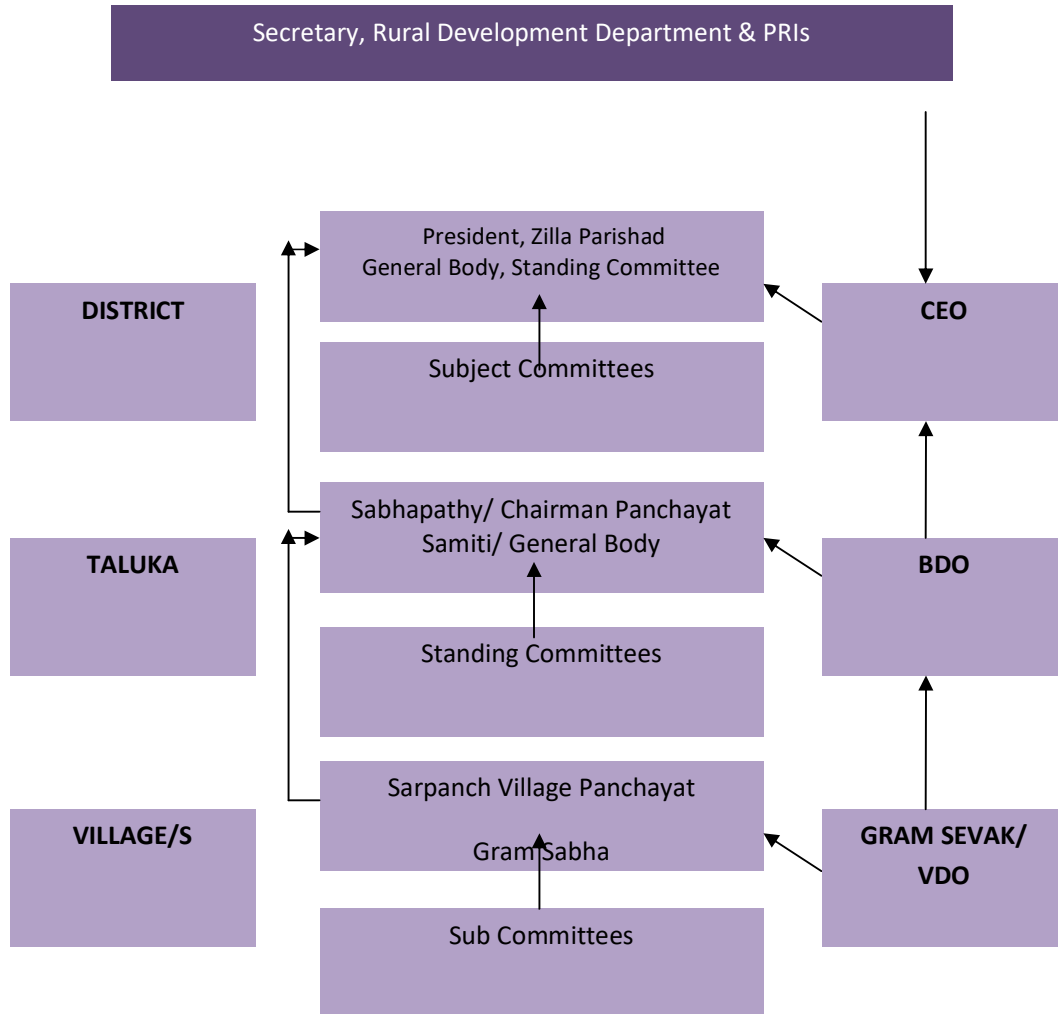 Secretary, Rural Development Department & PRIs
President, Zilla Parishad
General Body, Standing Committee
DISTRICT
CEO
Subject Committees
Sabhapathy/ Chairman Panchayat
Samiti/ General Body
TALUKA
BDO
Standing Committees
Sarpanch Village Panchayat
Gram Sabha
VILLAGE/S
GRAM SEVAK/
VDO
Sub Committees